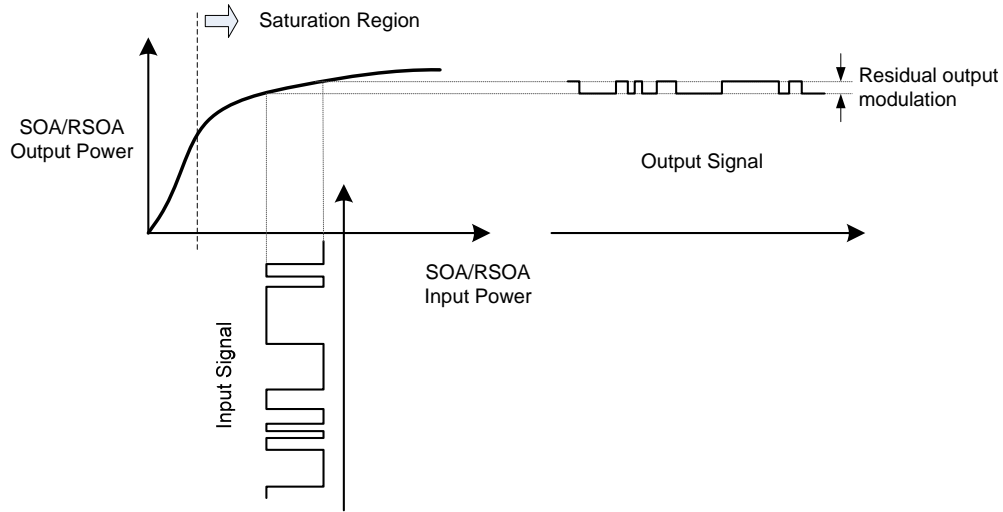 Saturation Region
SOA/RSOA
Output Power
Residual output
modulation
Output Signal
SOA/RSOA
Input Power
Input Signal